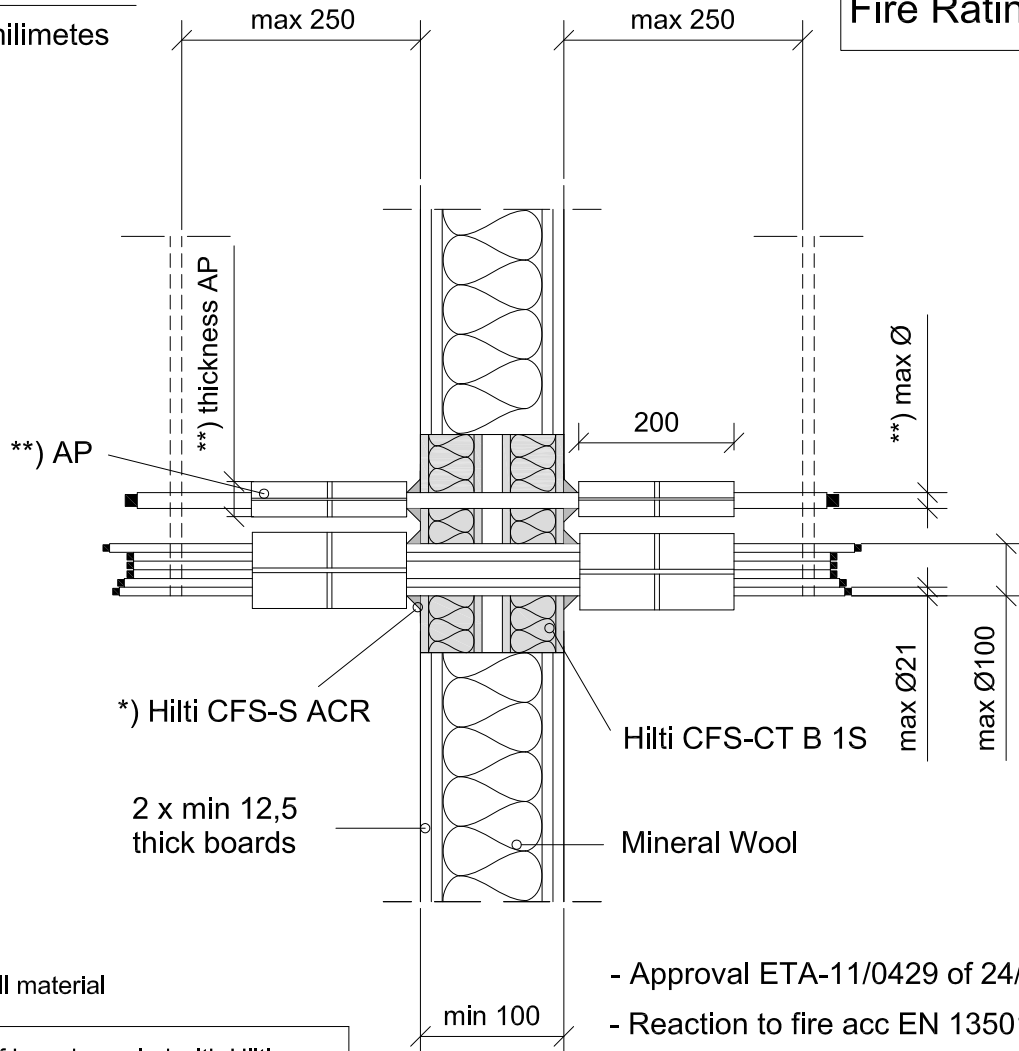 max 250
max 250
Fire Ratin
milimetes
**) thickness AP
**) max Ø
200
**) AP
*) Hilti CFS-S ACR
Hilti CFS-CT B 1S
max Ø21
max Ø100
2 x min 12,5
thick boards
Mineral Wool
ll material
- Approval ETA-11/0429 of 24/
min 100
- Reaction to fire acc EN 13501